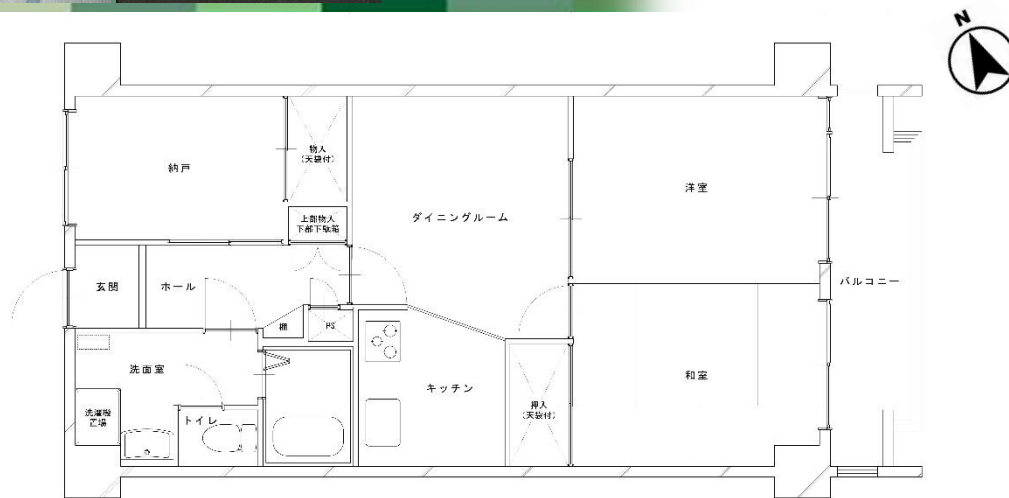 N
納戸
物入
(天袋付)
上部物入
下部下駄箱
ダイニングルーム
洋室
バルコニー
玄関
ホール
棚
PS
洗面室
洗濯機
置場
トイレ
キッチン
押入
(天袋付)
和室